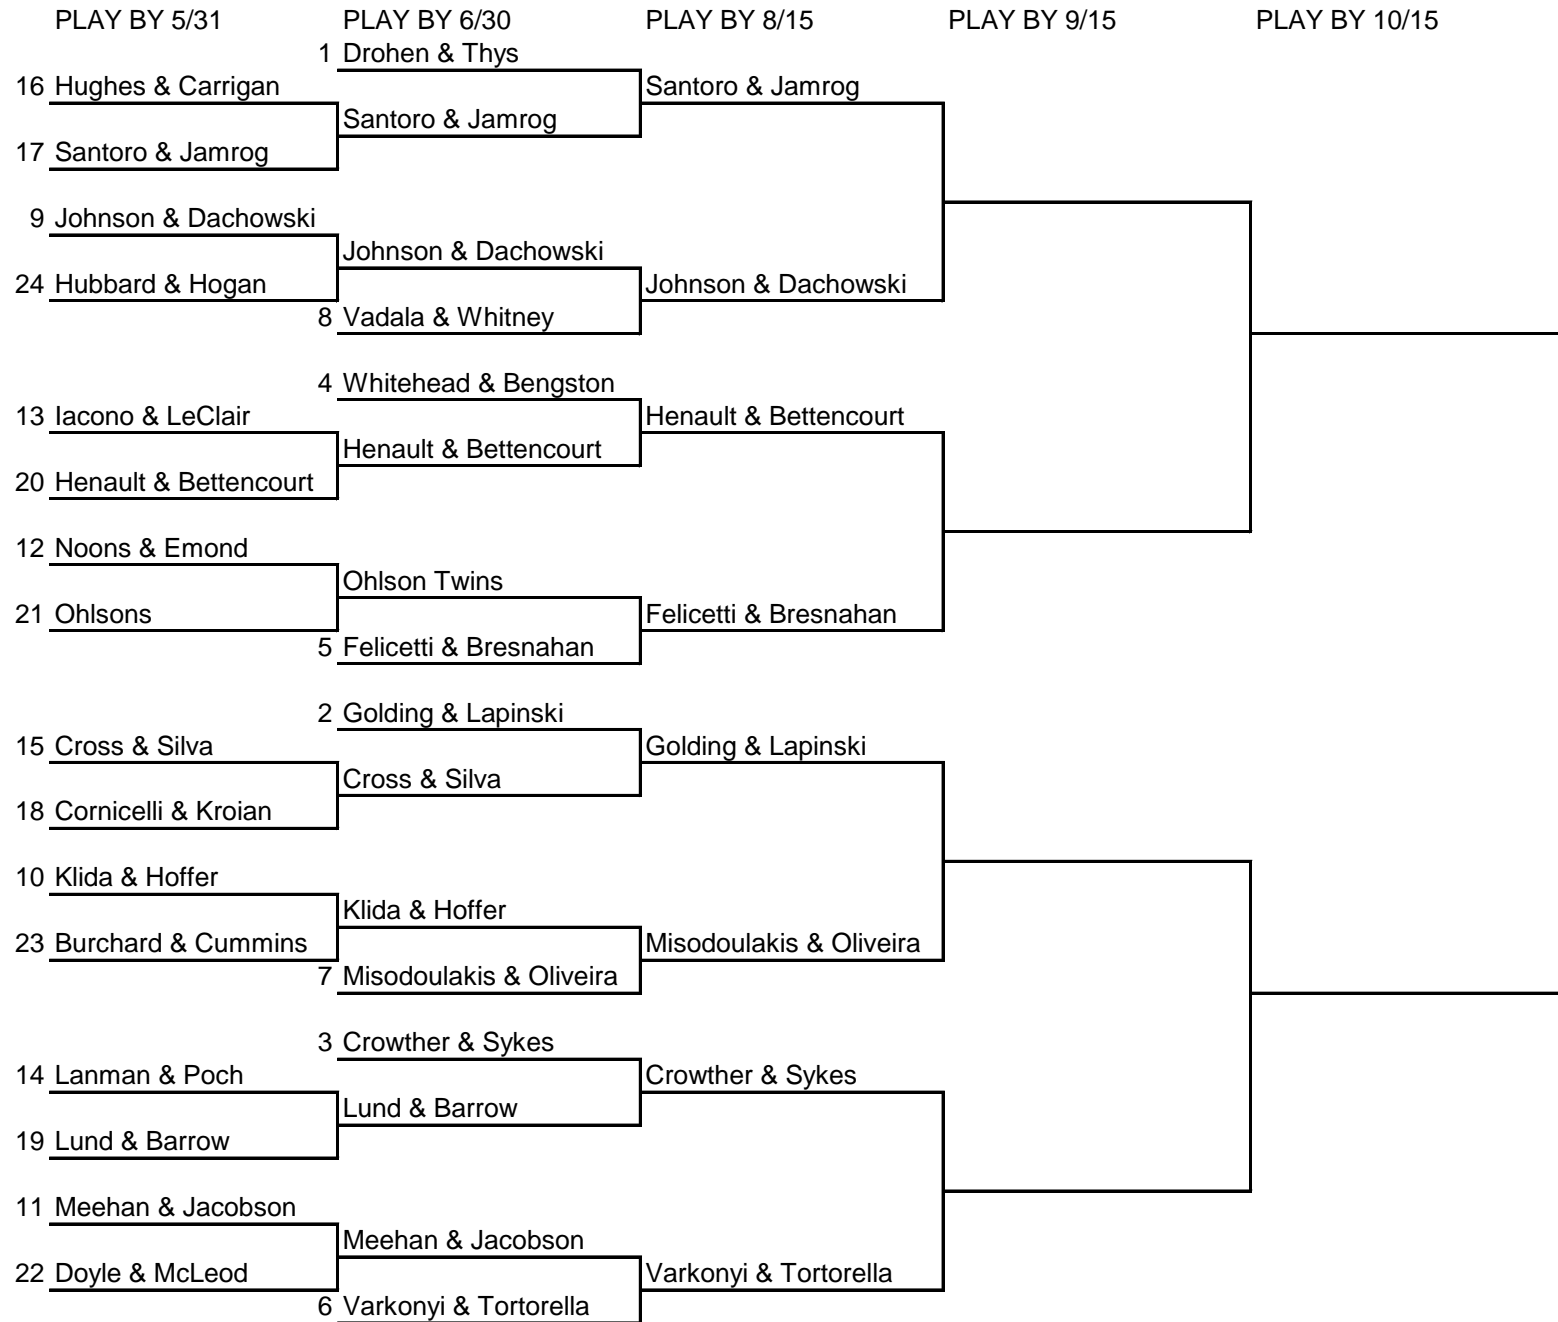 PLAY BY 5/31 PLAY BY 6/30 PLAY BY 8/15 PLAY BY 9/15 PLAY BY 10/15
1 Drohen & Thys
16 Hughes & Carrigan Santoro & Jamrog
Santoro & Jamrog
17 Santoro & Jamrog
9 Johnson & Dachowski
Johnson & Dachowski
24 Hubbard & Hogan Johnson & Dachowski
8 Vadala & Whitney
4 Whitehead & Bengston
13 Iacono & LeClair Henault & Bettencourt
Henault & Bettencourt
20 Henault & Bettencourt
12 Noons & Emond
Ohlson Twins
21 Ohlsons Felicetti & Bresnahan
5 Felicetti & Bresnahan
2 Golding & Lapinski
15 Cross & Silva Golding & Lapinski
Cross & Silva
18 Cornicelli & Kroian
10 Klida & Hoffer
Klida & Hoffer
23 Burchard & Cummins Misodoulakis & Oliveira
7 Misodoulakis & Oliveira
3 Crowther & Sykes
14 Lanman & Poch Crowther & Sykes
Lund & Barrow
19 Lund & Barrow
11 Meehan & Jacobson
Meehan & Jacobson
22 Doyle & McLeod Varkonyi & Tortorella
6 Varkonyi & Tortorella